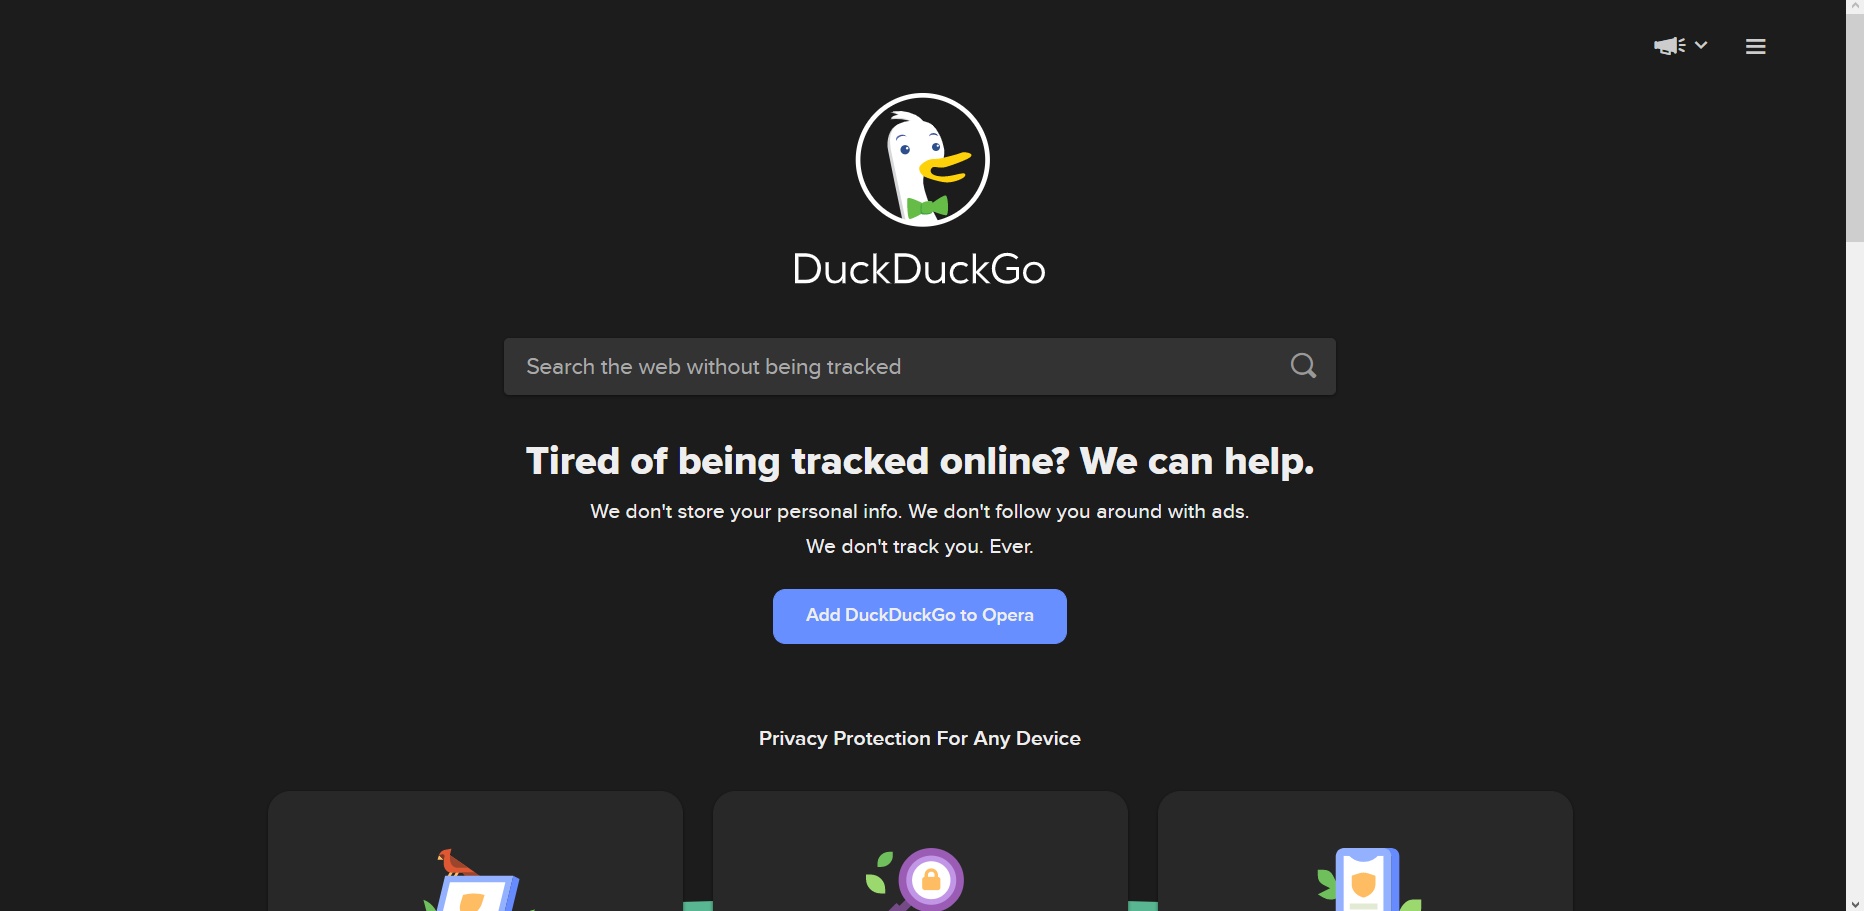 DuckDuckGo
Search the web without being tracked
Tired of being tracked online? We can help.
We don't store your personal info. We don't follow you around with ads.
We don't track you. Ever.
Add DuckDuckGo to Opera
Privacy Protection For Any Device